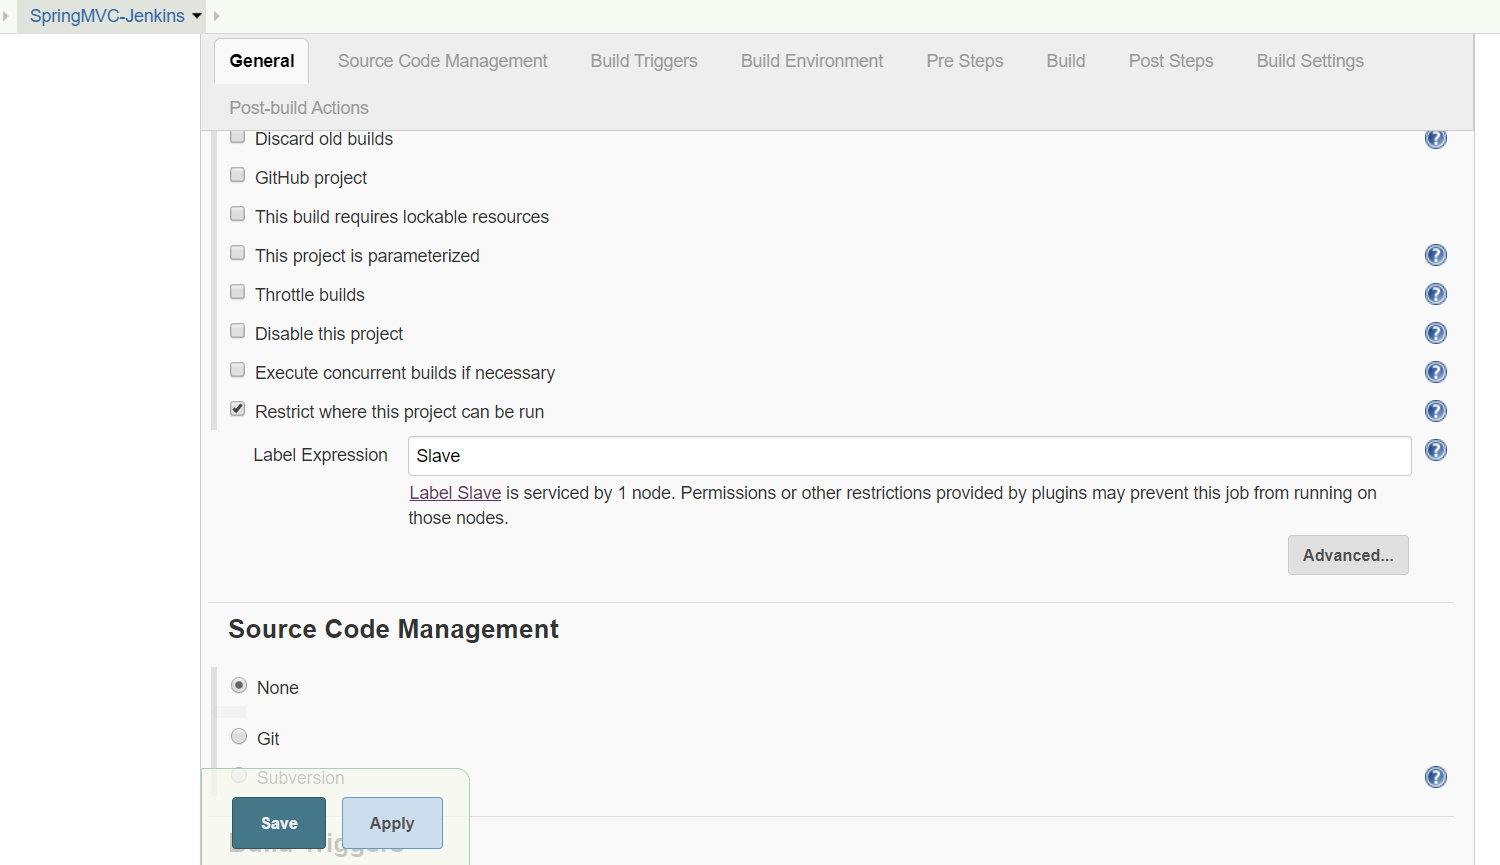 SpringMVC-Jenkins
General Source Code Management Build Triggers Build Environment Pre Steps Build Post Steps Build Settings
Post-build Actions
Discard old builds
GitHub project
This build requires lockable resources
This project is parameterized
Throttle builds
Disable this project
Execute concurrent builds if necessary
Restrict where this project can be run
Label Expression Slave
Label Slave is serviced by 1 node. Permissions or other restrictions provided by plugins may prevent this job from running on
those nodes.
Advanced...
Source Code Management
None
Git
Subversion
Save Apply
Build Triggers